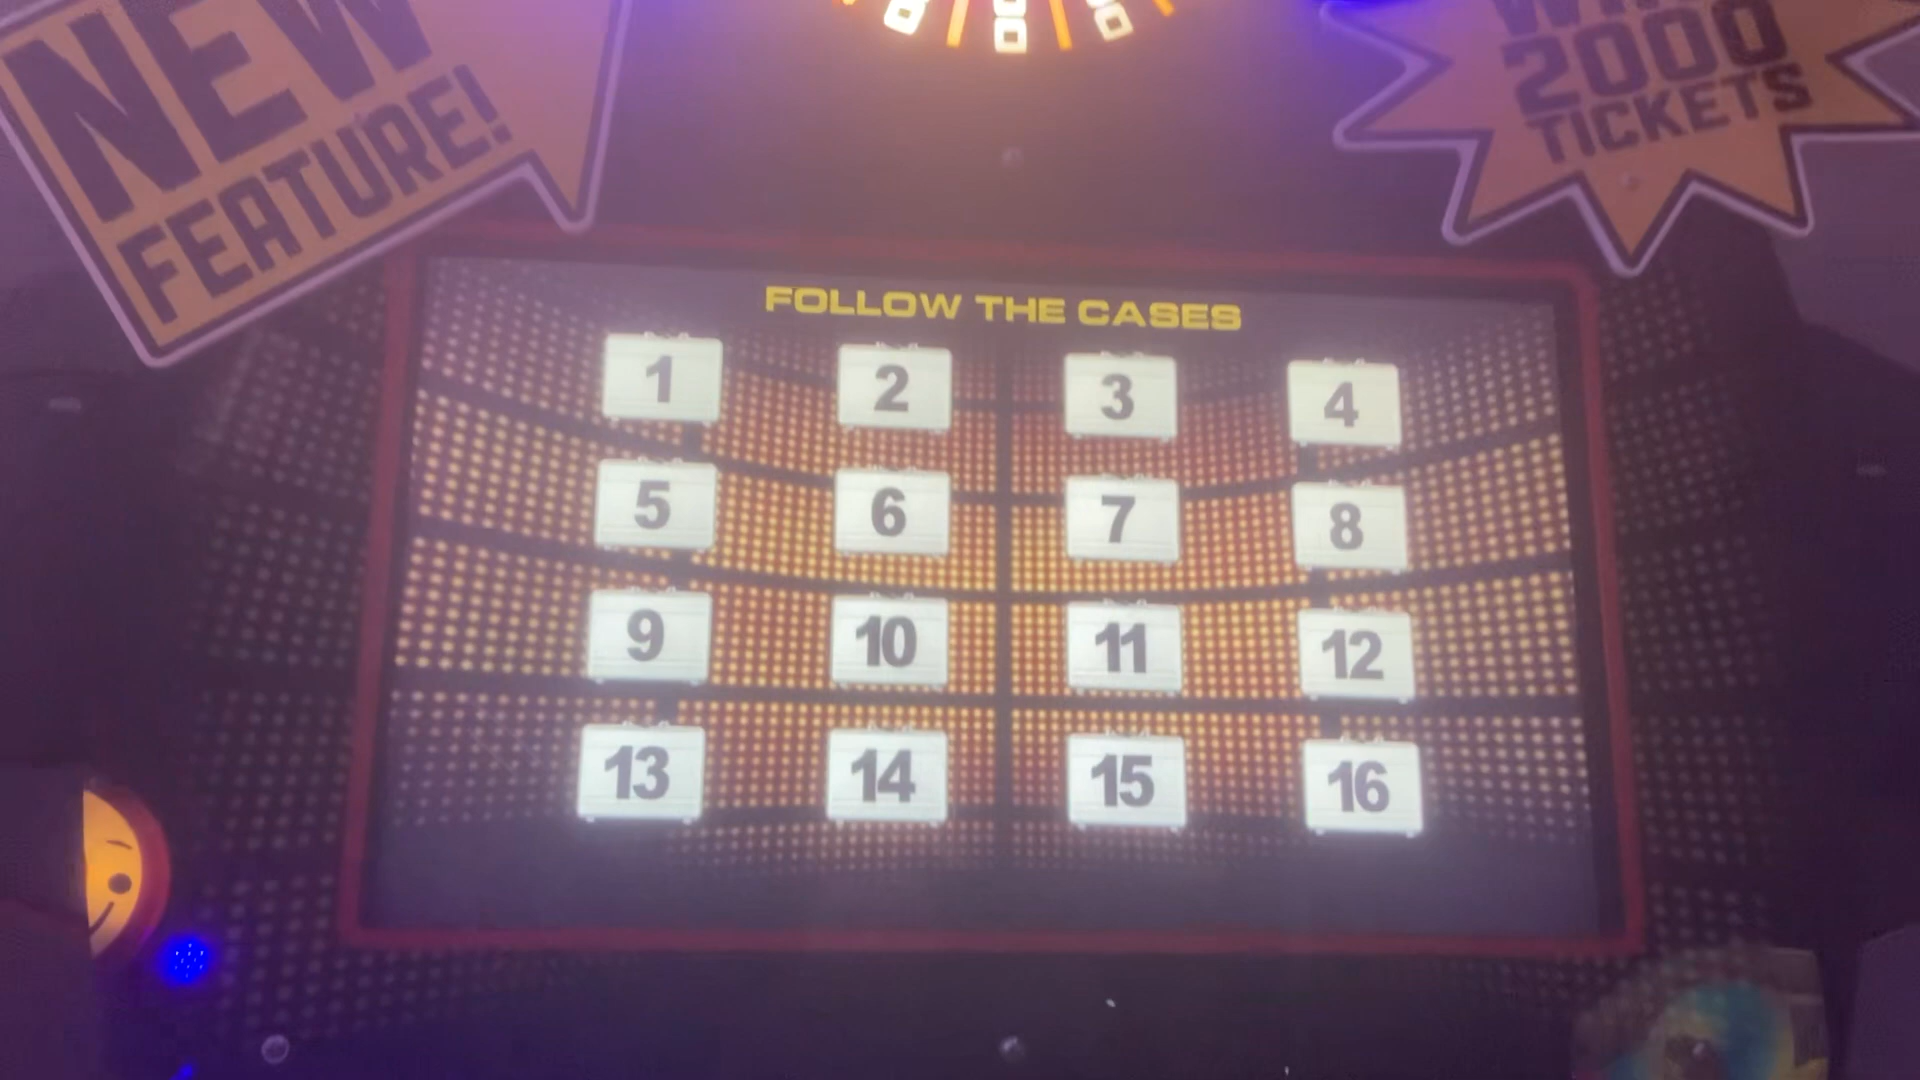 NEW
FEATURE!
2000
TICKETS
FOLLOW THE CASES
1 2 3 4
5 6 7 8
9 10 11 12
13 14 15 16